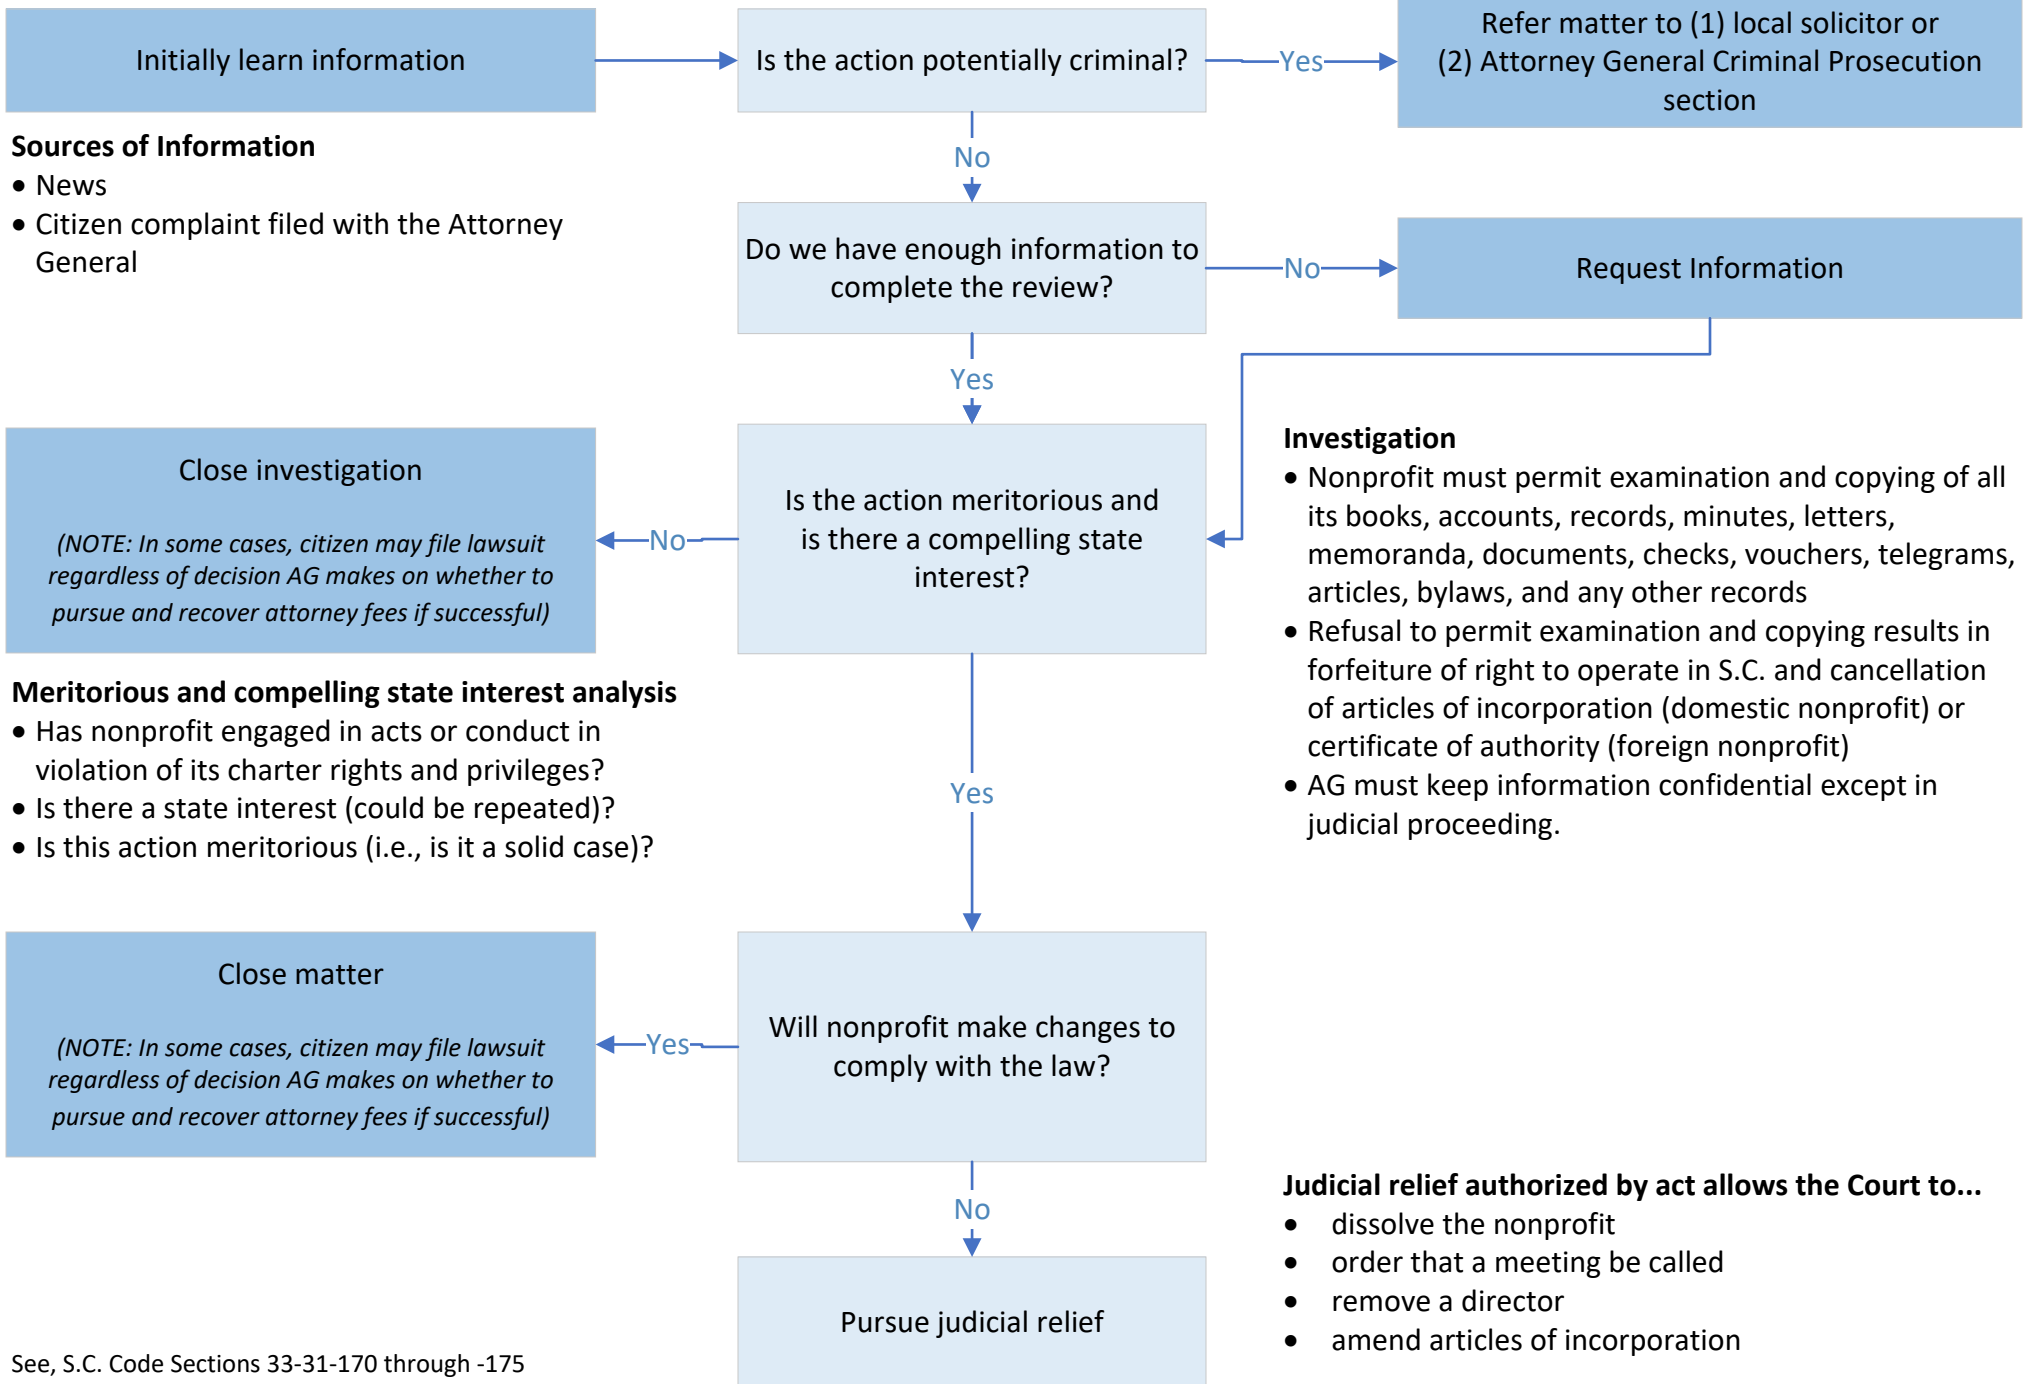 Initially learn information
Is the action potentially criminal?
Yes
Refer matter to (1) local solicitor or
(2) Attorney General Criminal Prosecution
section
Sources of Information
• News
• Citizen complaint filed with the Attorney
General
No
Do we have enough information to
complete the review?
No
Request Information
Yes
Close investigation
(NOTE: In some cases, citizen may file lawsuit
regardless of decision AG makes on whether to
pursue and recover attorney fees if successful)
No
Is the action meritorious and
is there a compelling state
interest?
Investigation
• Nonprofit must permit examination and copying of all
its books, accounts, records, minutes, letters,
memoranda, documents, checks, vouchers, telegrams,
articles, bylaws, and any other records
• Refusal to permit examination and copying results in
forfeiture of right to operate in S.C. and cancellation
of articles of incorporation (domestic nonprofit) or
certificate of authority (foreign nonprofit)
• AG must keep information confidential except in
judicial proceeding.
Meritorious and compelling state interest analysis
• Has nonprofit engaged in acts or conduct in
violation of its charter rights and privileges?
• Is there a state interest (could be repeated)?
• Is this action meritorious (i.e., is it a solid case)?
Yes
Close matter
(NOTE: In some cases, citizen may file lawsuit
regardless of decision AG makes on whether to
pursue and recover attorney fees if successful)
Yes
Will nonprofit make changes to
comply with the law?
No
Pursue judicial relief
Judicial relief authorized by act allows the Court to...
• dissolve the nonprofit
• order that a meeting be called
• remove a director
• amend articles of incorporation
See, S.C. Code Sections 33-31-170 through -175